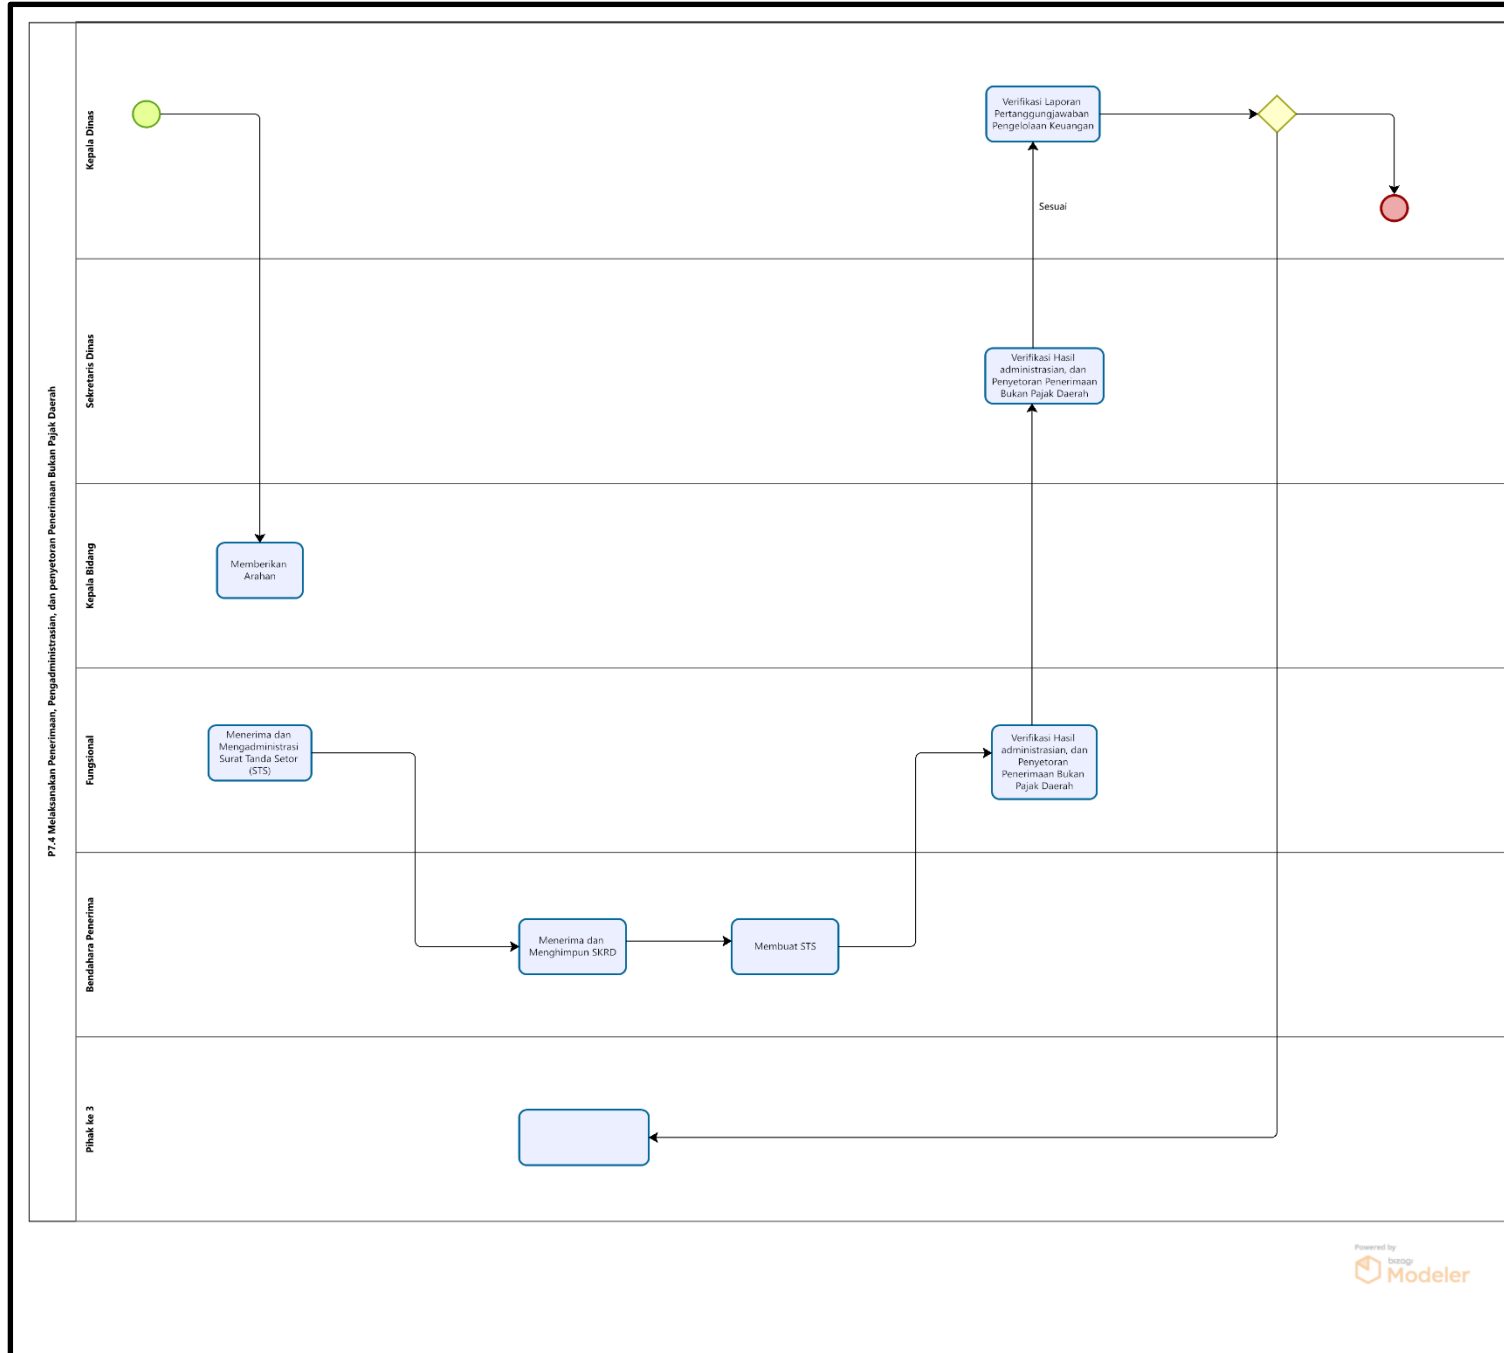 P7.4 Melaksanakan Penerimaan, Pengadministrasian, dan penyetoran Penerimaan Bukan Pajak Daerah
Kepala Dinas
Verifikasi Laporan
Pertanggungjawaban
Pengelolaan Keuangan
Sesuai
Sekretaris Dinas
Verifikasi Hasil
administrasian, dan
Penyetoran Penerimaan
Bukan Pajak Daerah
Kepala Bidang
Memberikan
Arahan
Fungsional
Menerima dan
Mengadministrasi
Surat Tanda Setor
(STS)
Verifikasi Hasil
administrasian, dan
Penyetoran
Penerimaan Bukan
Pajak Daerah
Bendahara Penerima
Menerima dan
Menghimpun SKRD
Membuat STS
Pihak ke 3
Powered by
bizagi
Modeler